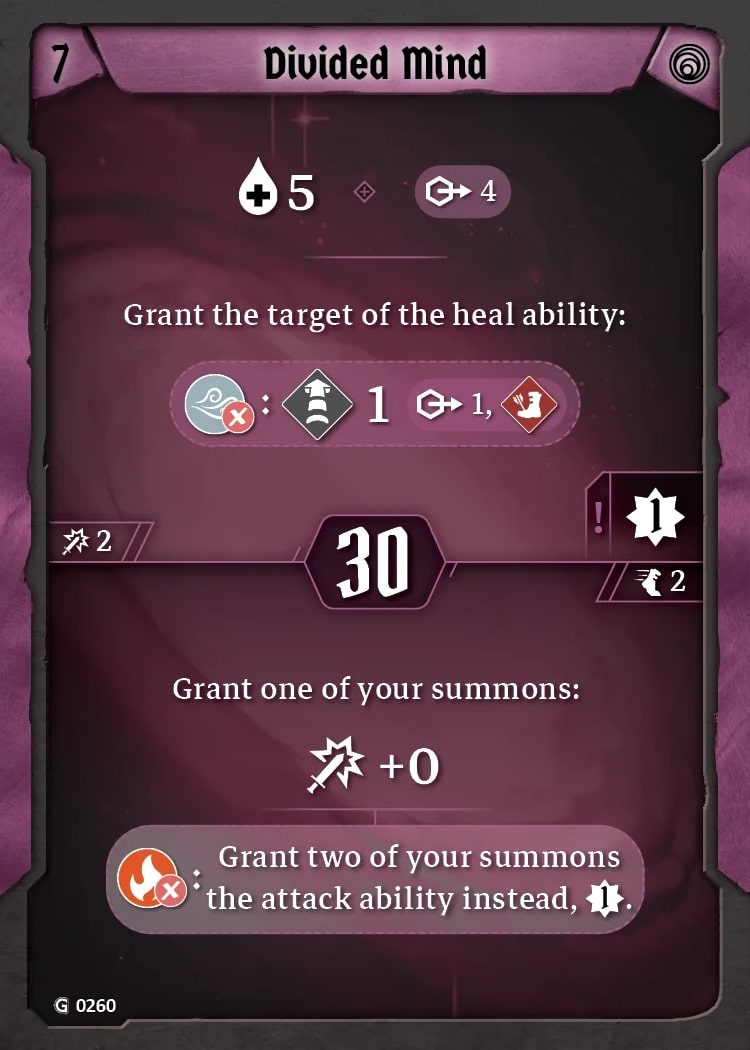 7 Divided Mind
5 4
Grant the target of the heal ability:
: 1 1,
! 1
2
30
2
Grant one of your summons:
+0
: Grant two of your summons
the attack ability instead, 1.
G 0260